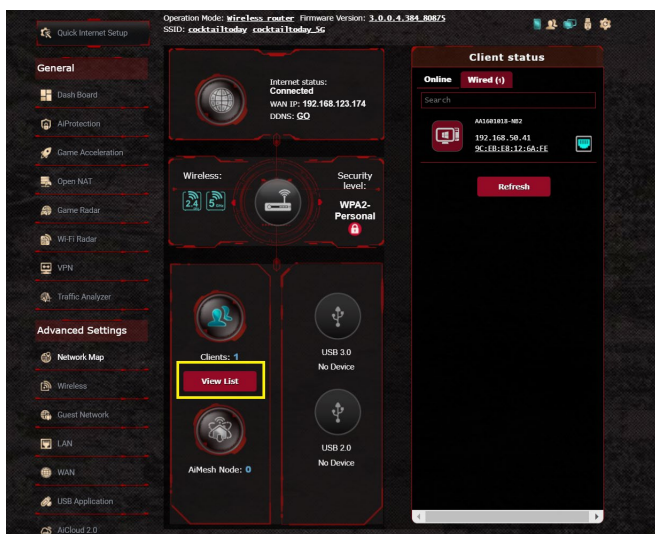 Operation Mode: Wireless router Firmware Version: 3.0.0.4.384_80875
SSID: cocktailtoday cocktailtoday_5G
Quick Internet Setup
General
Dash Board
AiProtection
Game Acceleration
Open NAT
Game Radar
Wi-Fi Radar
VPN
Traffic Analyzer
Advanced Settings
Network Map
Wireless
Guest Network
LAN
WAN
USB Application
AiCloud 2.0
Internet status:
Connected
WAN IP: 192.168.123.174
DDNS: GO
Wireless:
2.4
5
Security
level:
WPA2-
Personal
Clients: 1
View List
AiMesh Node: 0
USB 3.0
No Device
USB 2.0
No Device
Client status
Online Wired (1)
Search
AA1601018-NB2
192.168.50.41
9C:EB:E8:12:6A:FE
Refresh